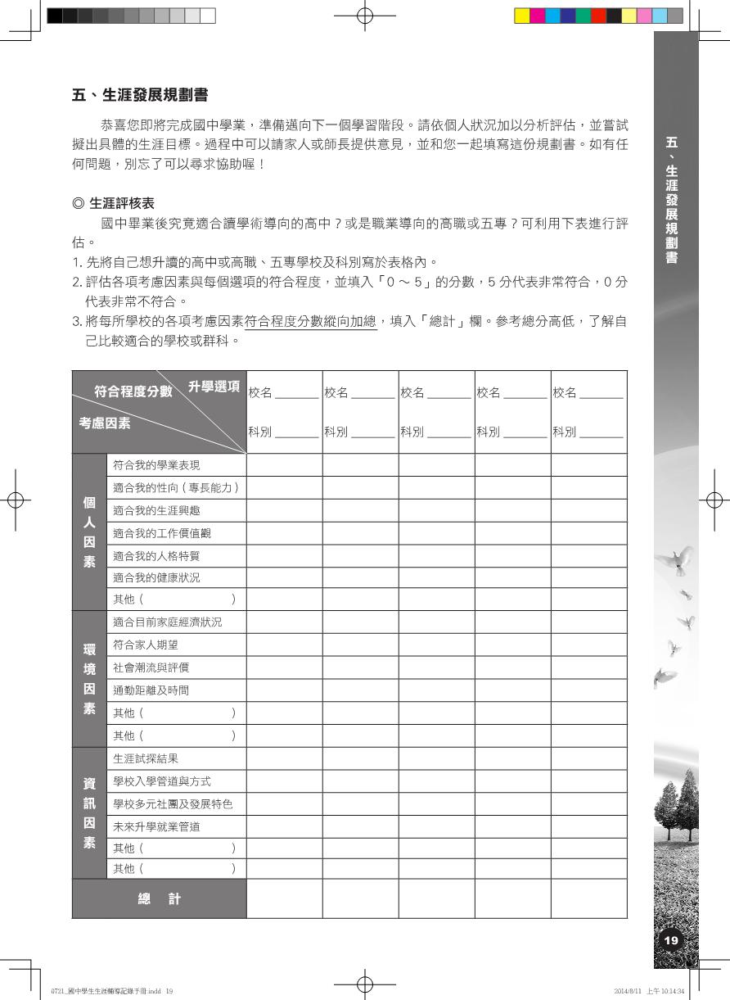 五、生涯發展規劃書
恭喜您即將完成國中學業，準備邁向下一個學習階段。請依個人狀況加以分析評估，並嘗試
擬出具體的生涯目標。過程中可以請家人或師長提供意見，並和您一起填寫這份規劃書。如有任
何問題，別忘了可以尋求協助喔！
◎ 生涯評核表
國中畢業後究竟適合讀學術導向的高中？或是職業導向的高職或五專？可利用下表進行評
估。
1. 先將自己想升讀的高中或高職、五專學校及科別寫於表格內。
2. 評估各項考慮因素與每個選項的符合程度，並填入「0 ～ 5」的分數，5 分代表非常符合，0 分
代表非常不符合。
3. 將每所學校的各項考慮因素符合程度分數縱向加總，填入「總計」欄。參考總分高低，了解自
己比較適合的學校或群科。
符合程度分數 升學選項 考慮因素
校名 ______ 校名 ______ 校名 ______ 校名 ______ 校名 ______
科別 ______ 科別 ______ 科別 ______ 科別 ______ 科別 ______
個人因素
符合我的學業表現
適合我的性向（專長能力）
適合我的生涯興趣
適合我的工作價值觀
適合我的人格特質
適合我的健康狀況
其他（ ）
環境因素
適合目前家庭經濟狀況
符合家人期望
社會潮流與評價
通勤距離及時間
其他（ ）
其他（ ）
資訊因素
生涯試探結果
學校入學管道與方式
學校多元社團及發展特色
未來升學就業管道
其他（ ）
其他（ ）
總 計
五、生涯發展規劃書
19
0721_國中學生生涯輔導記錄手冊.indd 19
2014/8/11 上午 10:14:34